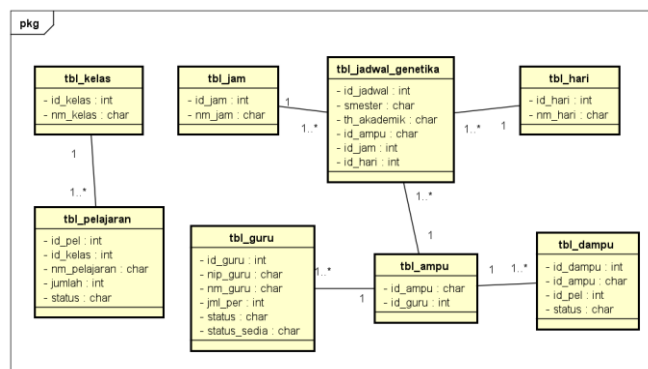 pkg
tbl_kelas
- id_kelas : int
- nm_kelas : char
1
1..*
tbl_pelajaran
- id_pel : int
- id_kelas : int
- nm_pelajaran : char
- jumlah : int
- status : char
tbl_jam
- id_jam : int
- nm_jam : char
1
1..*
tbl_jadwal_genetika
- id_jadwal : int
- smester : char
- th_akademik : char
- id_ampu : char
- id_jam : int
- id_hari : int
1..*
1
tbl_hari
- id_hari : int
- nm_hari : char
1..*
1
tbl_guru
- id_guru : int
- nip_guru : char
- nm_guru : char
- jml_per : int
- status : char
- status_sedia : char
1..*
1
tbl_ampu
- id_ampu : char
- id_guru : int
1
1..*
tbl_dampu
- id_dampu : int
- id_ampu : char
- id_pel : int
- status : char